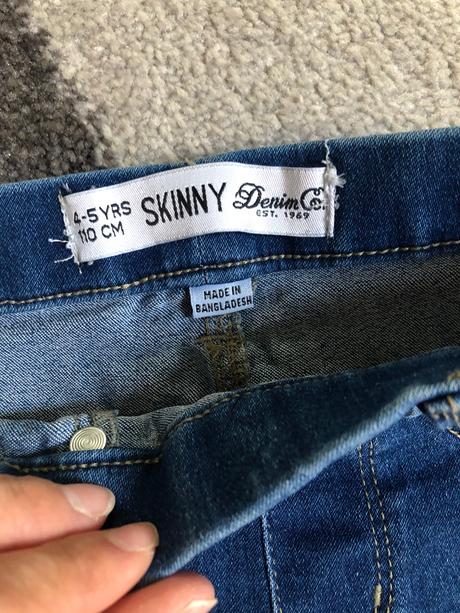 4-5YRS
110 CM
SKINNY
Denim Co.
EST. 1969
MADE IN
BANGLADESH